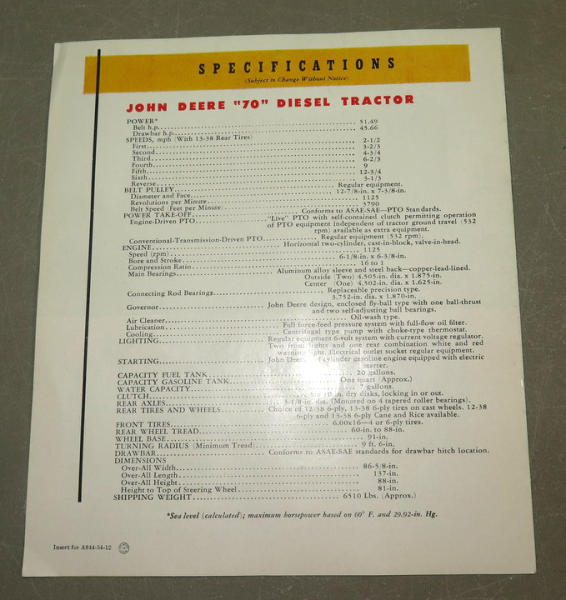 SPECIFICATIONS
(Subject to Change Without Notice)
JOHN DEERE "70" DIESEL TRACTOR
POWER*
Belt h.p. 51.49
Drawbar h.p. 45.66
SPEEDS, mph (With 13-38 Rear Tires)
First 2-1/2
Second 3-2/3
Third 4-3/4
Fourth 6-2/3
Fifth 9
Sixth 12-3/4
Reverse 3-1/3
BELT PULLEY Regular equipment.
Diameter and Face 12-7/8-in. x 7-3/8-in.
Revolutions per Minute 1125
Belt Speed (Feet per Minute) 3790
POWER TAKE-OFF Conforms to ASAE-SAE—PTO Standards.
Engine-Driven PTO "Live" PTO with self-contained clutch permitting operation
of PTO equipment independent of tractor ground travel (532
rpm) available as extra equipment.
Conventional-Transmission-Driven PTO Regular equipment (532 rpm).
ENGINE Horizontal two-cylinder, cast-in-block, valve-in-head.
Speed (rpm) 1125
Bore and Stroke 6-1/8-in. x 6-3/8-in.
Compression Ratio 16 to 1
Main Bearings Aluminum alloy sleeve and steel back—copper-lead-lined.
Outside (Two) 4.505-in. dia. x 1.875-in.
Center (One) 4.502-in. dia. x 1.625-in.
Connecting Rod Bearings Replaceable precision type.
3.752-in. dia. x 1.870-in.
Governor John Deere design, enclosed fly-ball type with one ball-thrust
and two self-adjusting ball bearings.
Air Cleaner Oil-wash type.
Lubrication Full force-feed pressure system with full-flow oil filter.
Cooling Centrifugal type pump with choke-type thermostat.
LIGHTING Regular equipment 6-volt system with current voltage regulator.
Two front lights and one rear combination white and red
warning light. Electrical outlet socket regular equipment.
STARTING John Deere cylinder gasoline engine equipped with electric
starter.
CAPACITY FUEL TANK 20 gallons.
CAPACITY GASOLINE TANK One quart (Approx.)
WATER CAPACITY 7 gallons.
CLUTCH in. dry disks, locking in or out.
REAR AXLES 3-1/8-in. dia. (Mounted on 4 tapered roller bearings).
REAR TIRES AND WHEELS Choice of 12-38 6-ply, 13-38 6-ply tires on cast wheels. 12-38
6-ply and 13-38 6-ply Cane and Rice available.
FRONT TIRES 6.00x16—4 or 6-ply tires.
REAR WHEEL TREAD 60-in. to 88-in.
WHEEL BASE 91-in.
TURNING RADIUS (Minimum Tread) 9 ft. 6-in.
DRAWBAR Conforms to ASAE-SAE standards for drawbar hitch location.
DIMENSIONS
Over-All Width 86-5/8-in.
Over-All Length 137-in.
Over-All Height 88-in.
Height to Top of Steering Wheel 81-in.
SHIPPING WEIGHT 6510 Lbs. (Approx.)
*Sea level (calculated); maximum horsepower based on 60° F. and 29.92-in. Hg.
Insert for A844-54-12